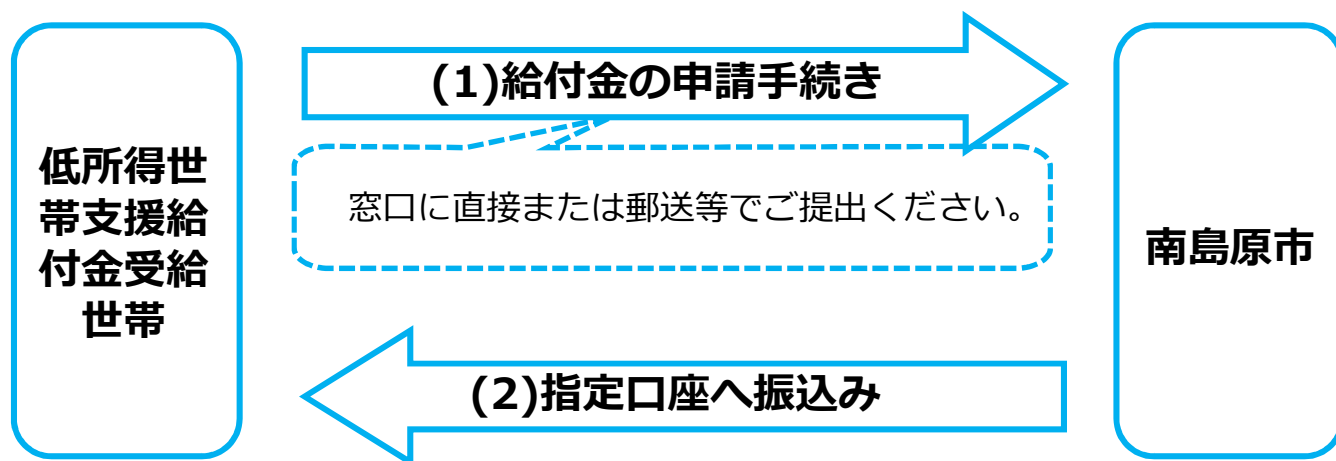 (1)給付金の申請手続き
低所得世
帯支援給
付金受給
世帯
窓口に直接または郵送等でご提出ください。
南島原市
(2)指定口座へ振込み